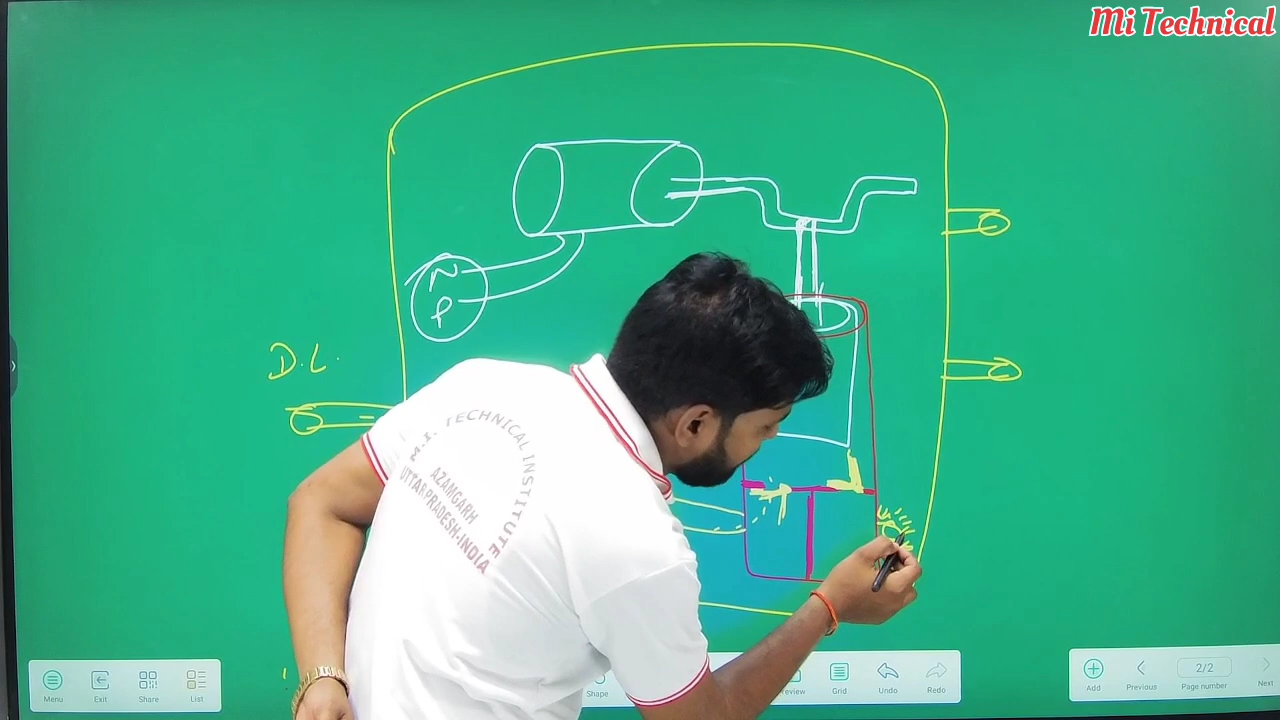 Mi Technical
N
P
D.L.
M.I. TECHNICAL INSTITUTE
AZAMGARH
UTTAR PRADESH-INDIA
Menu
Exit
Share
List
Shape
Grid
Undo
Redo
Add
Previous
2/2
Page number
Next